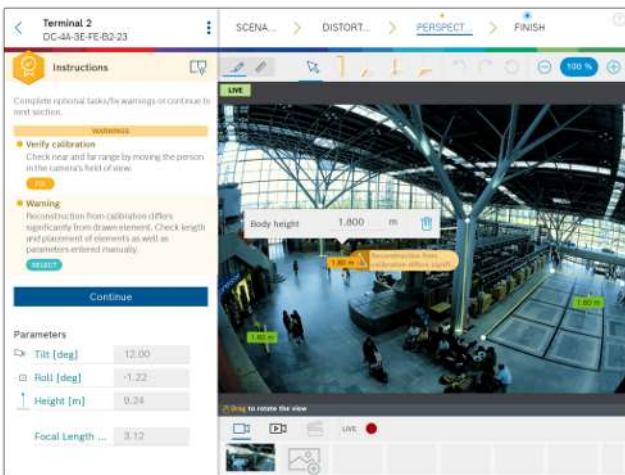 Terminal 2
DC-4A-3E-FE-B2-23
SCENA... > DISTORT... > PERSPECT... > FINISH
Instructions
100 %
LIVE
Complete optional tasks/fix warnings or continue to
next section.
WARNINGS
Verify calibration
Check near and far range by moving the person
in the camera's field of view.
Warning
Reconstruction from calibration differs
significantly from drawn element. Check length
and placement of elements as well as
parameters entered manually.
SELECT
Continue
Body height 1.800 m
1.80 m
Reconstruction from
calibration differs signif...
1.80 m
1.80 m
Parameters
Tilt [deg] 12.00
Roll [deg] -1.22
Height [m] 9.24
Focal Length ... 3.12
Drag to rotate the view
LIVE